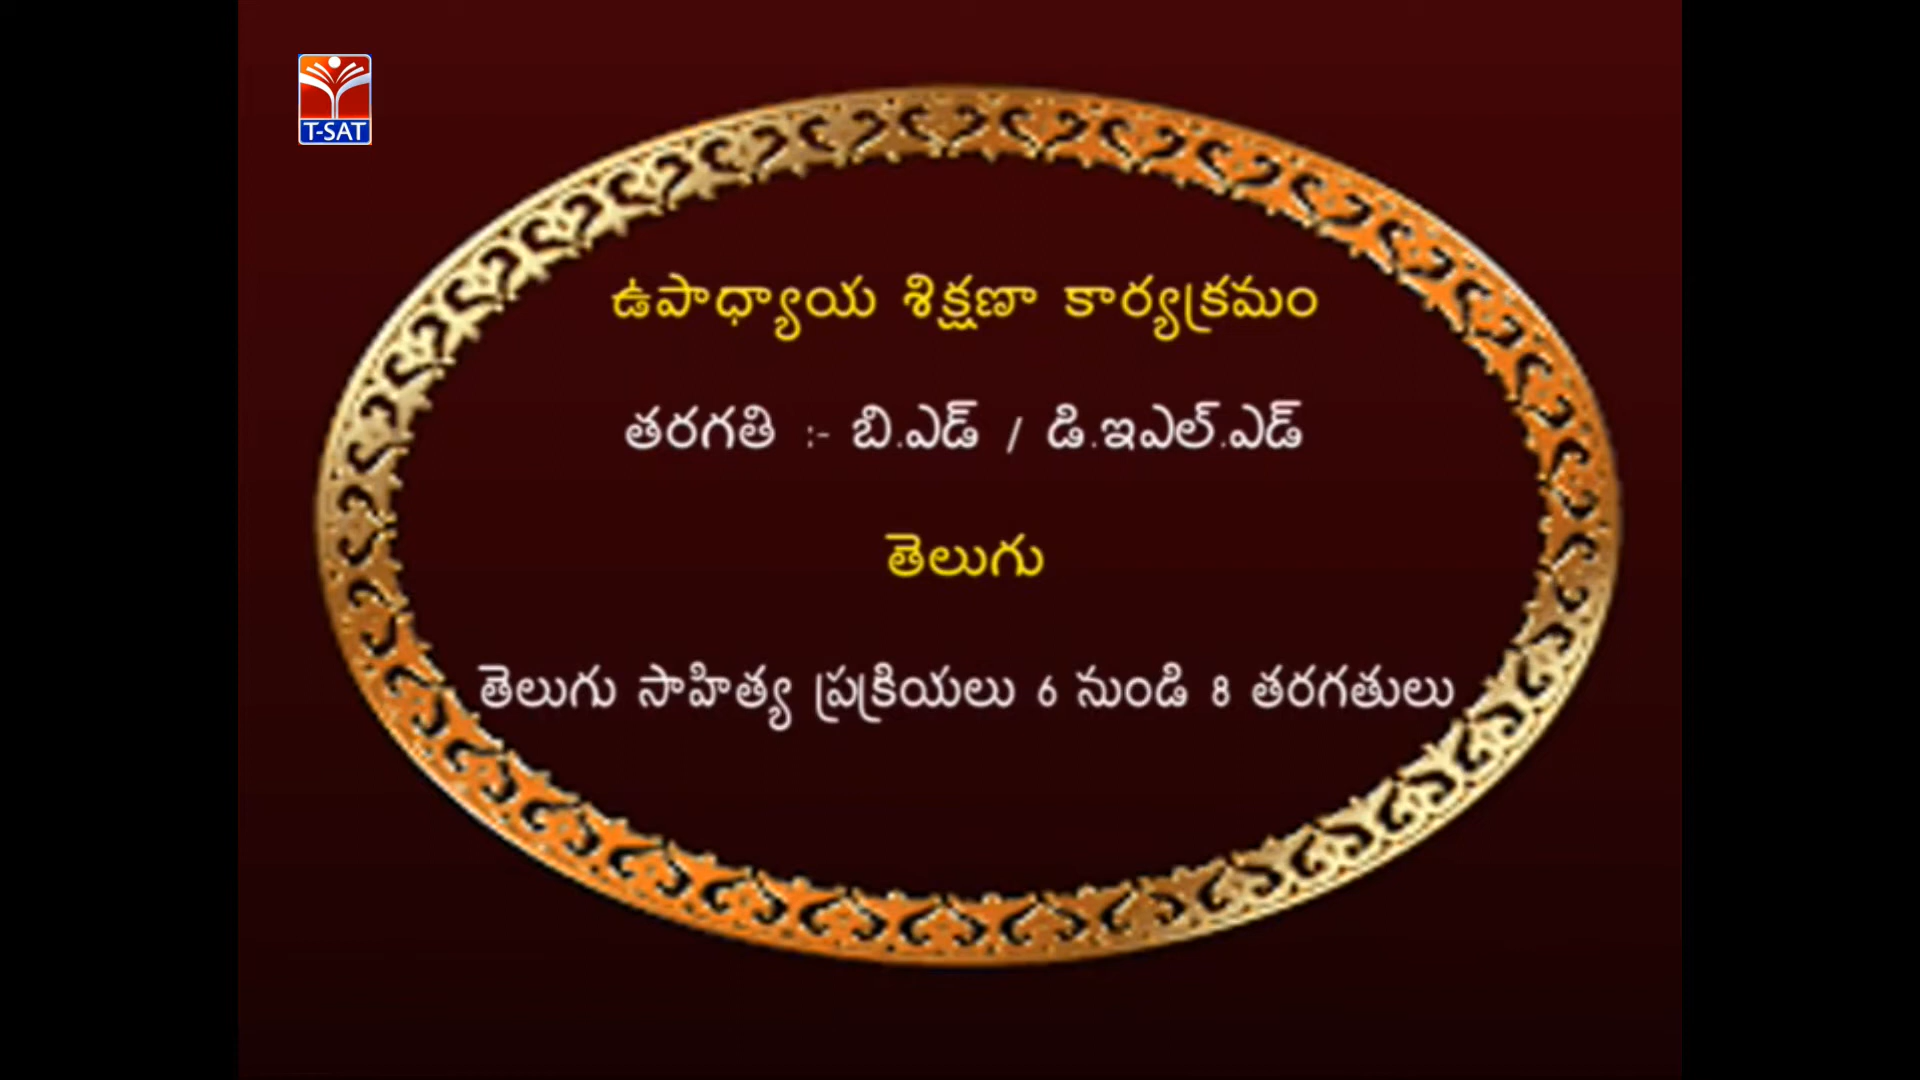 T-SAT
ఉపాధ్యాయ శిక్షణా కార్యక్రమం
తరగతి :- బి.ఎడ్ / డి.ఇఎల్.ఎడ్
తెలుగు
తెలుగు సాహిత్య ప్రక్రియలు 6 నుండి 8 తరగతులు